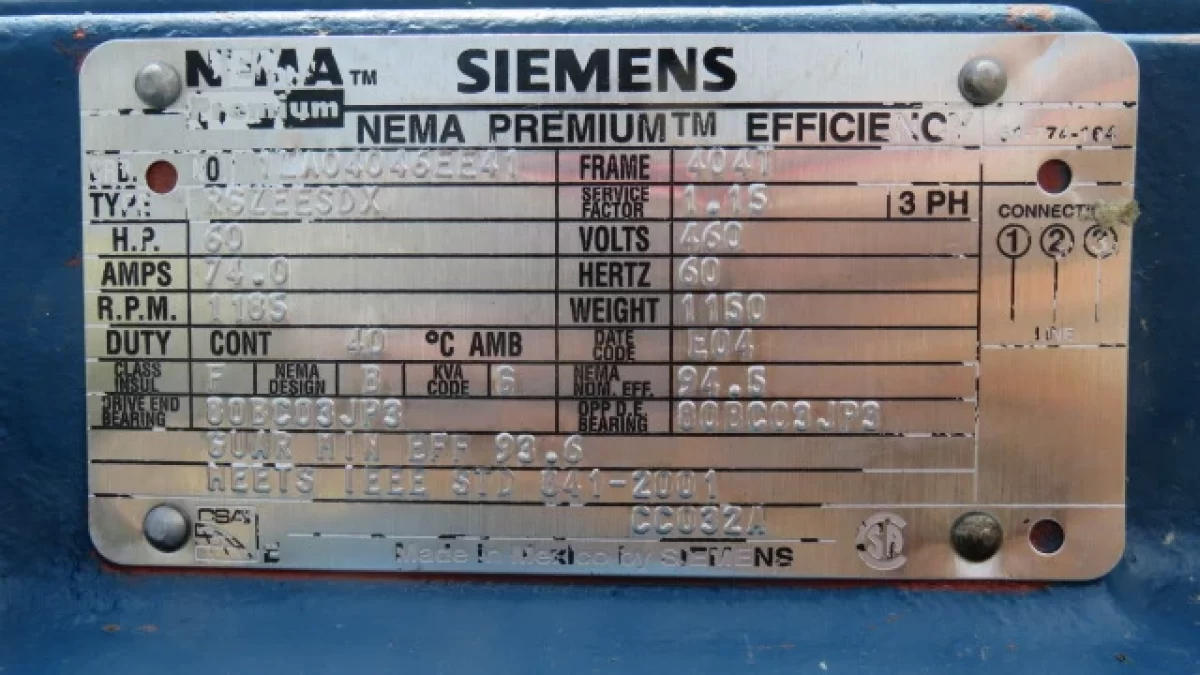 NEMA™ SIEMENS
Premium
NEMA PREMIUM™ EFFICIENCY
FRAME 404T
TYPE RGZEESDX SERVICE FACTOR 1.15 3 PH CONNECTION
H.P. 60 VOLTS 460 1 2 3
AMPS 74.0 HERTZ 60
R.P.M. 1185 WEIGHT 1150
DUTY CONT 40 °C AMB DATE CODE E04 LINE
CLASS INSUL F NEMA DESIGN B KVA CODE G NEMA NOM. EFF. 94.5
DRIVE END BEARING 80BC03JP3 OPP D.E. BEARING 80BC03JP3
GUAR MIN EFF 93.6
MEETS IEEE STD 841-2001
CC032A
CSA SA
Made in Mexico by SIEMENS